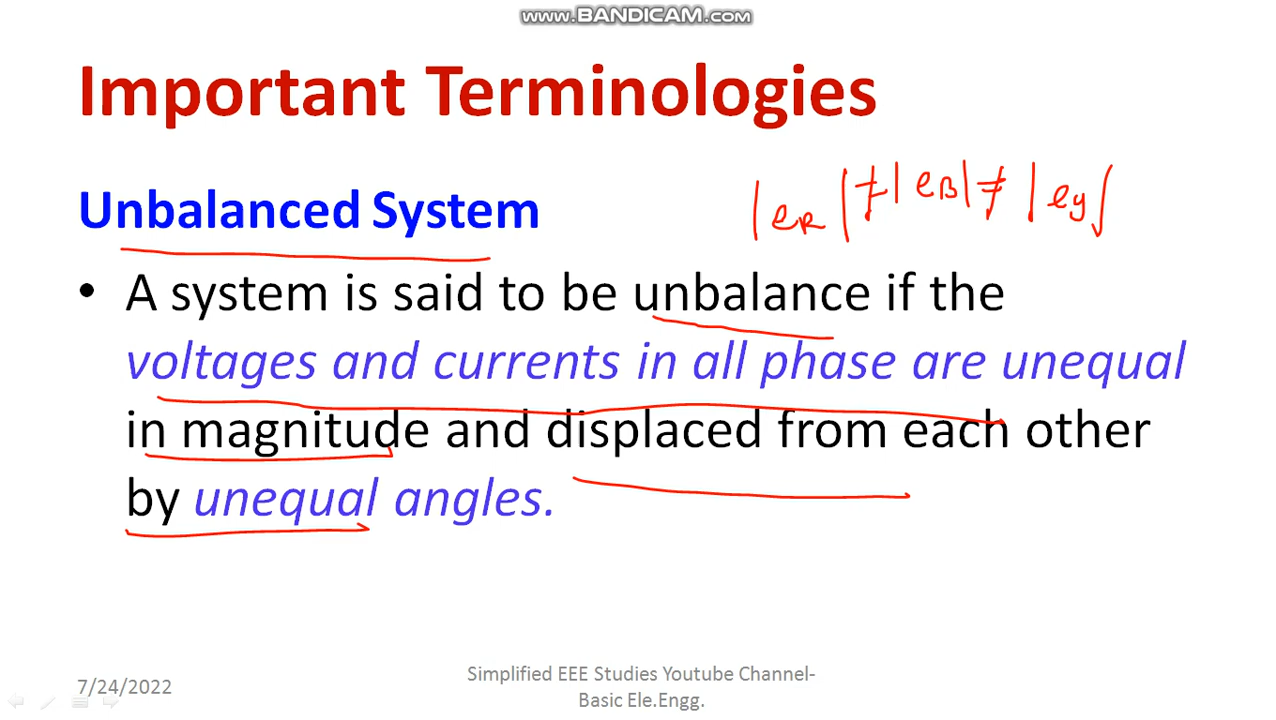 www.BANDICAM.com
Important Terminologies
|eR| ≠ |eB| ≠ |ey|
Unbalanced System
• A system is said to be unbalance if the
voltages and currents in all phase are unequal
in magnitude and displaced from each other
by unequal angles.
7/24/2022
Simplified EEE Studies Youtube Channel-
Basic Ele.Engg.